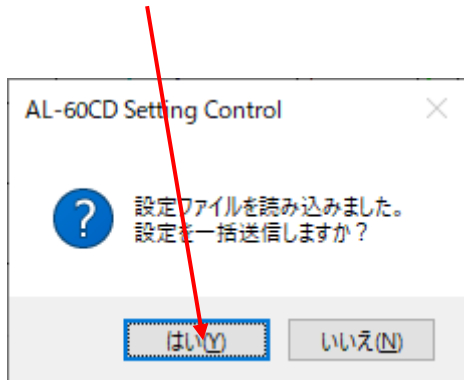 AL-60CD Setting Control
設定ファイルを読み込みました。
設定を一括送信しますか？
はい(Y)
いいえ(N)